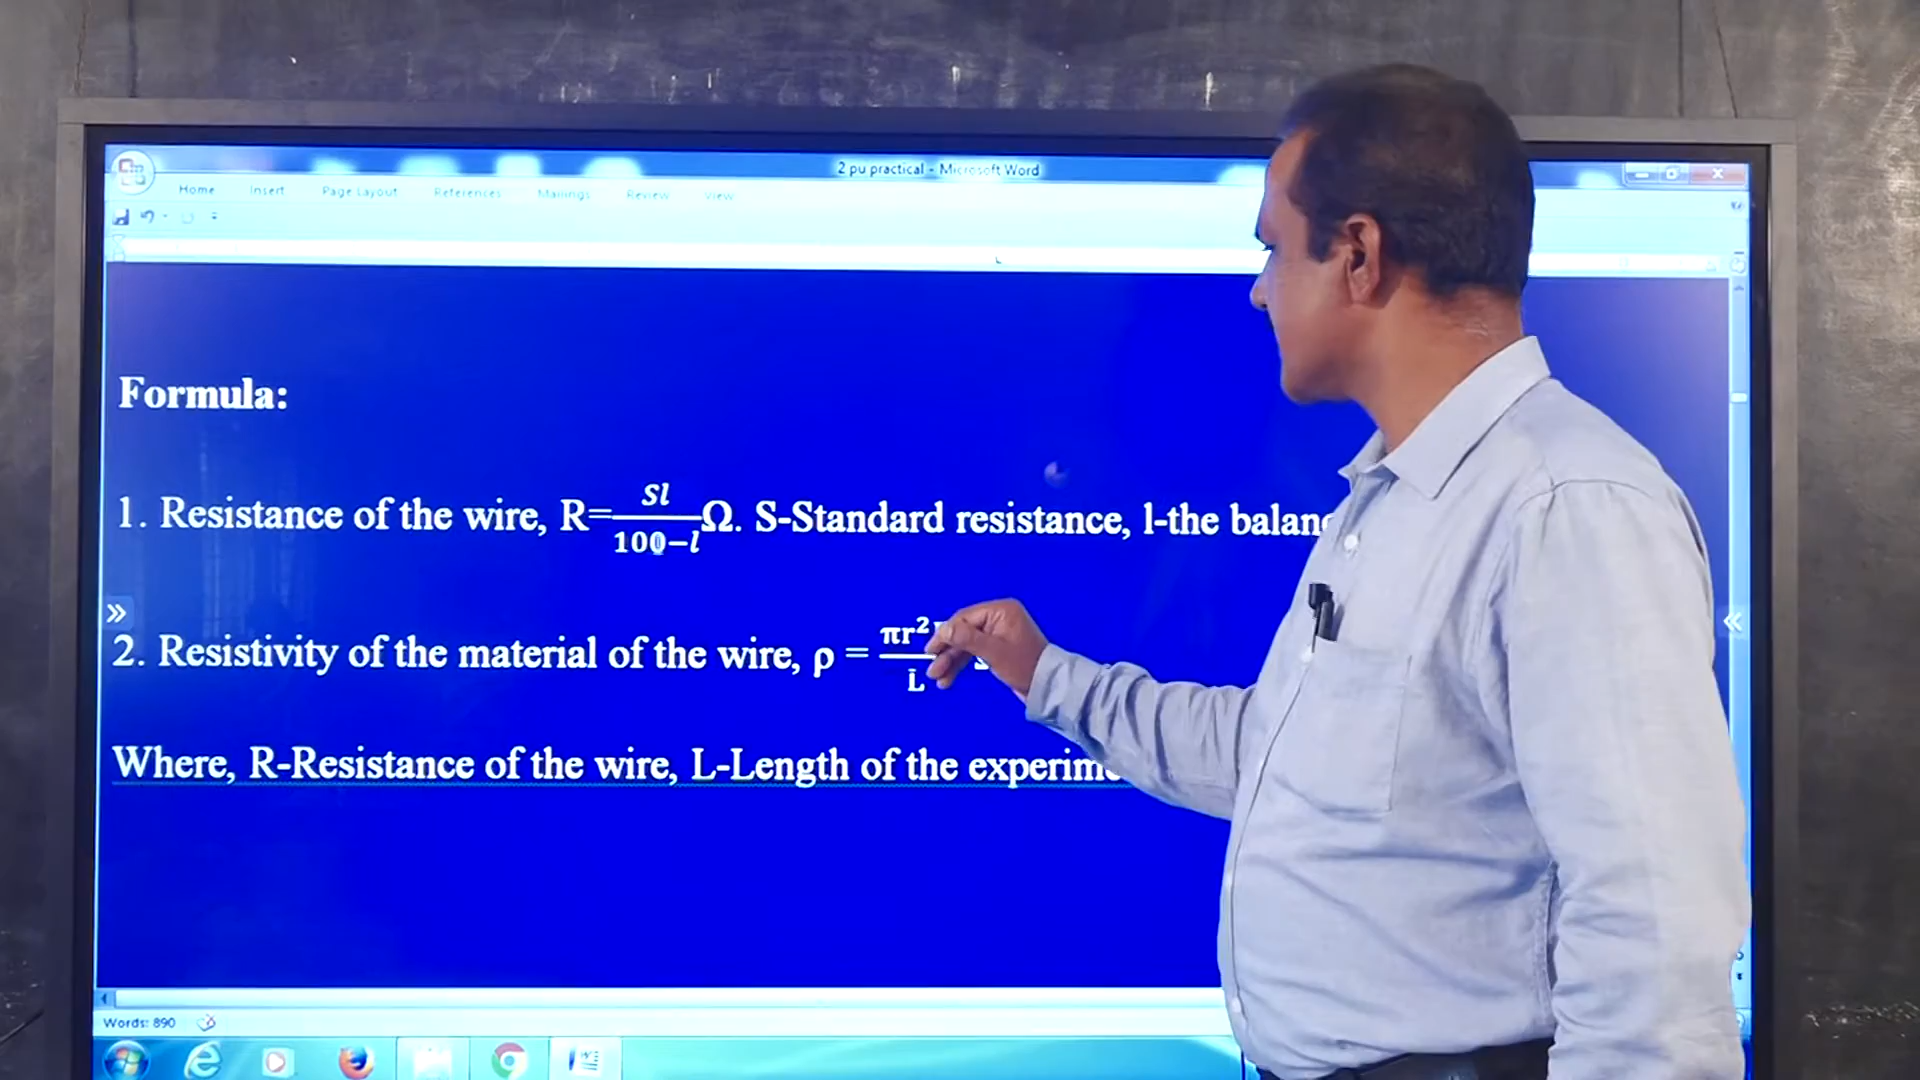 2 pu practical - Microsoft Word
Home Insert Page Layout References Mailings Review View
Formula:
1. Resistance of the wire, R=Sl/100−l Ω. S-Standard resistance, l-the
2. Resistivity of the material of the wire, ρ = πr²/L
Where, R-Resistance of the wire, L-Length of the
Words: 890